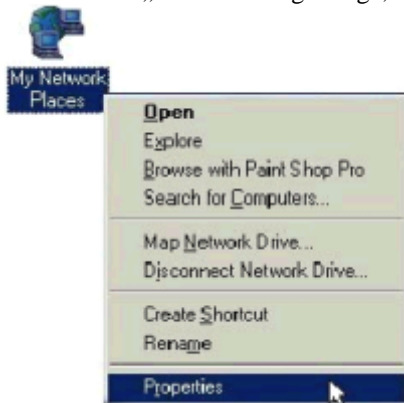 My Network
Places
Open
Explore
Browse with Paint Shop Pro
Search for Computers...
Map Network Drive...
Disconnect Network Drive...
Create Shortcut
Rename
Properties